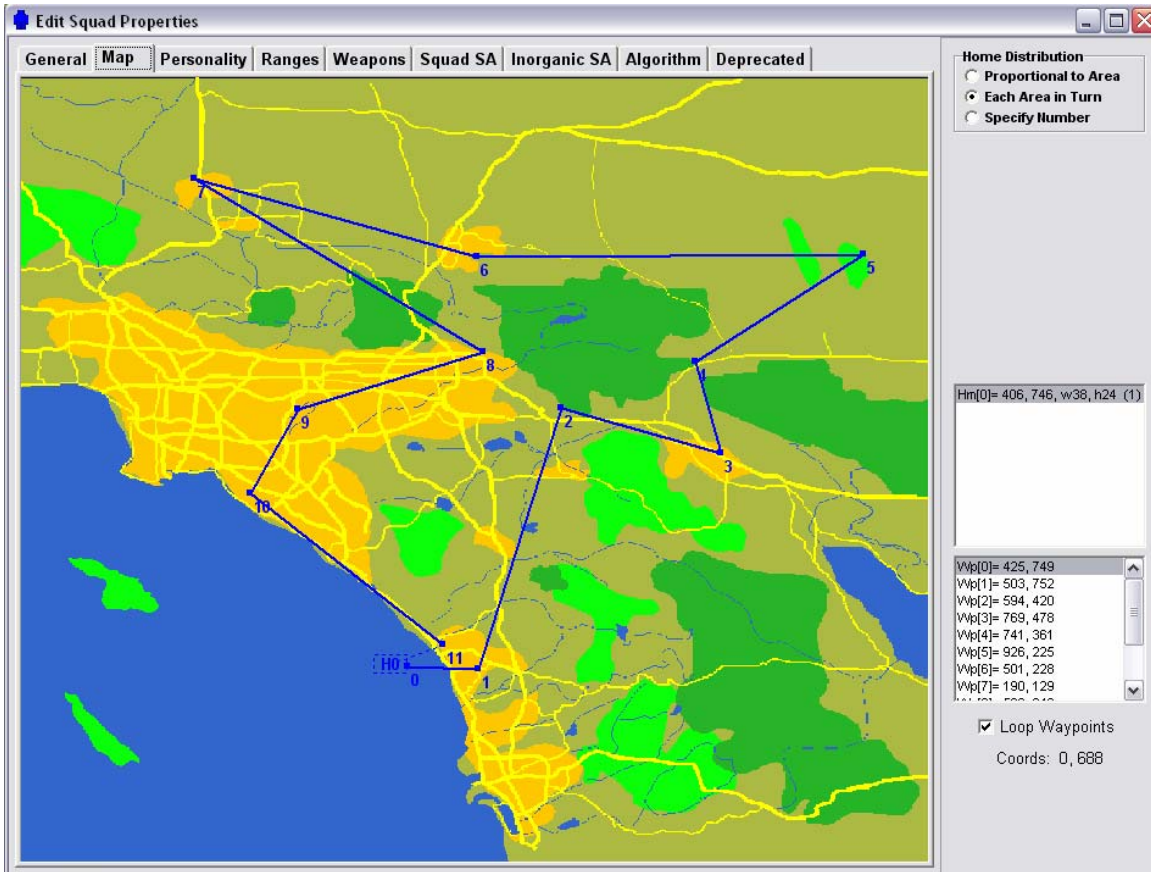 Edit Squad Properties
General Map Personality Ranges Weapons Squad SA Inorganic SA Algorithm Deprecated
Home Distribution
Proportional to Area
Each Area in Turn
Specify Number
7
6
5
8
4
9
2
3
10
11
H0
0
1
Hm[0]= 406, 746, w38, h24 (1)
Wp[0]= 425, 749
Wp[1]= 503, 752
Wp[2]= 594, 420
Wp[3]= 769, 478
Wp[4]= 741, 361
Wp[5]= 926, 225
Wp[6]= 501, 228
Wp[7]= 190, 129
Loop Waypoints
Coords: 0, 688